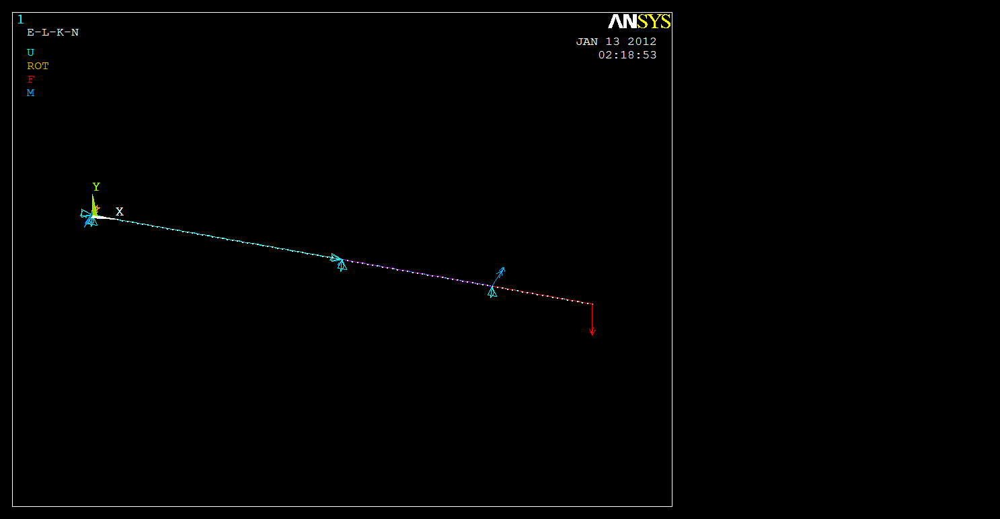 1
ANSYS
E-L-K-N
JAN 13 2012
02:18:53
U
ROT
F
M
Y
X